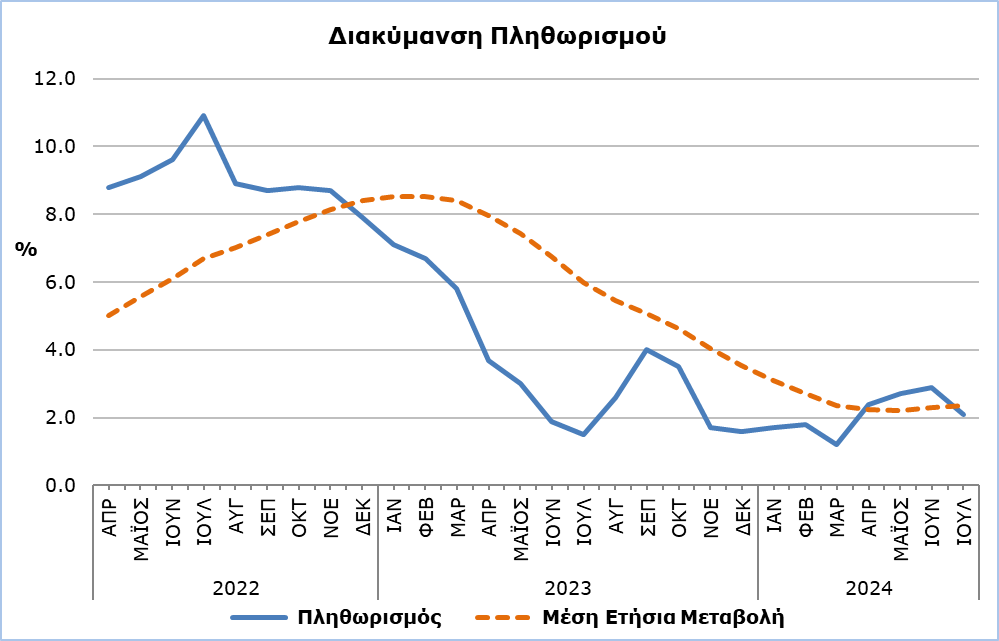 Διακύμανση Πληθωρισμού
12.0
10.0
8.0
%
6.0
4.0
2.0
0.0
ΑΠΡ ΜΑΪΟΣ ΙΟΥΝ ΙΟΥΛ ΑΥΓ ΣΕΠ ΟΚΤ ΝΟΕ ΔΕΚ ΙΑΝ ΦΕΒ ΜΑΡ ΑΠΡ ΜΑΪΟΣ ΙΟΥΝ ΙΟΥΛ ΑΥΓ ΣΕΠ ΟΚΤ ΝΟΕ ΔΕΚ ΙΑΝ ΦΕΒ ΜΑΡ ΑΠΡ ΜΑΪΟΣ ΙΟΥΝ ΙΟΥΛ
2022 2023 2024
Πληθωρισμός Μέση Ετήσια Μεταβολή